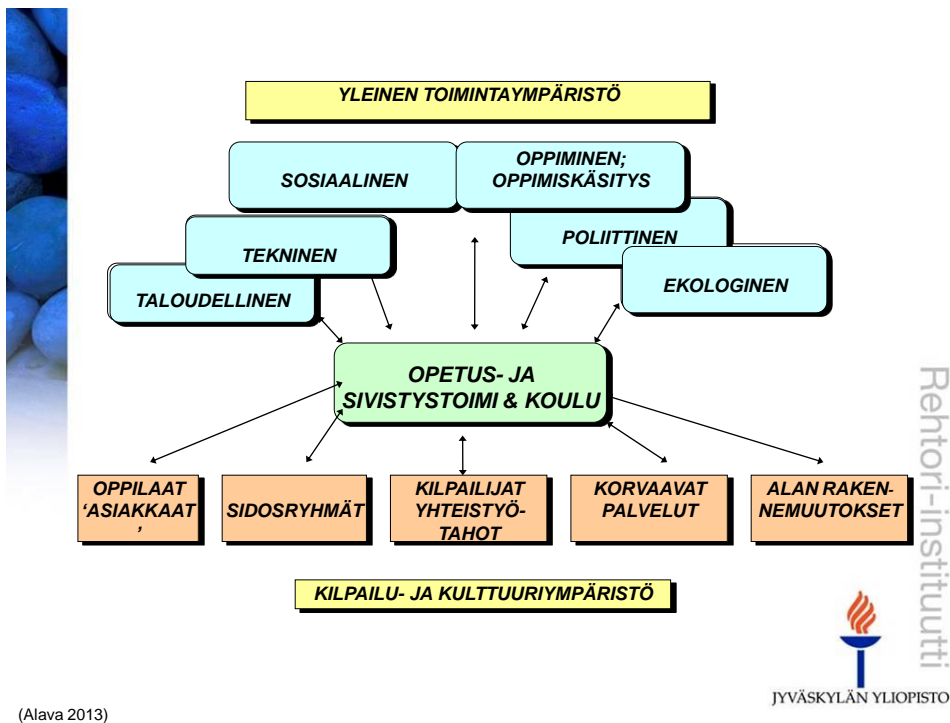 YLEINEN TOIMINTAYMPÄRISTÖ
SOSIAALINEN
OPPIMINEN;
OPPIMISKÄSITYS
TEKNINEN
POLIITTINEN
TALOUDELLINEN
EKOLOGINEN
OPETUS- JA
SIVISTYSTOIMI & KOULU
OPPILAAT
‘ASIAKKAAT
’
SIDOSRYHMÄT
KILPAILIJAT
YHTEISTYÖ-
TAHOT
KORVAAVAT
PALVELUT
ALAN RAKEN-
NEMUUTOKSET
KILPAILU- JA KULTTUURIYMPÄRISTÖ
Rehtori-instituutti
JYVÄSKYLÄN YLIOPISTO
(Alava 2013)